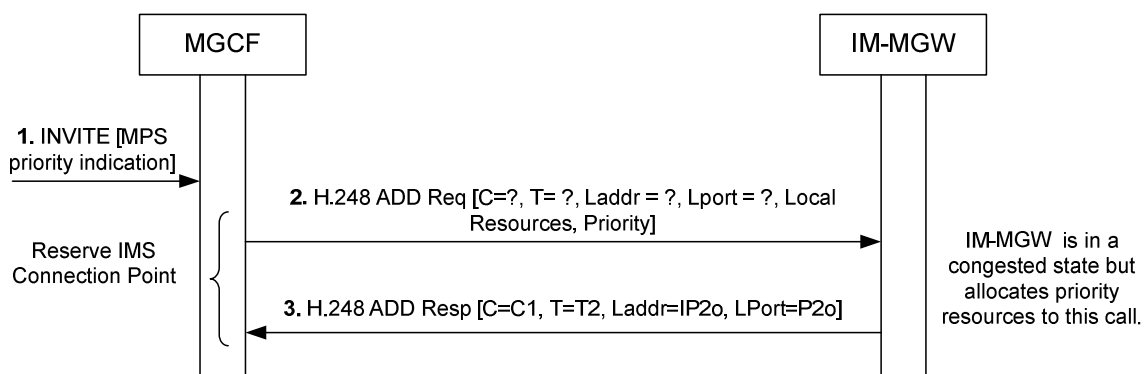 MGCF
IM-MGW
1. INVITE [MPS
priority indication]
2. H.248 ADD Req [C=?, T= ?, Laddr = ?, Lport = ?, Local
Resources, Priority]
Reserve IMS
Connection Point
IM-MGW is in a
congested state but
allocates priority
resources to this call.
3. H.248 ADD Resp [C=C1, T=T2, Laddr=IP2o, LPort=P2o]